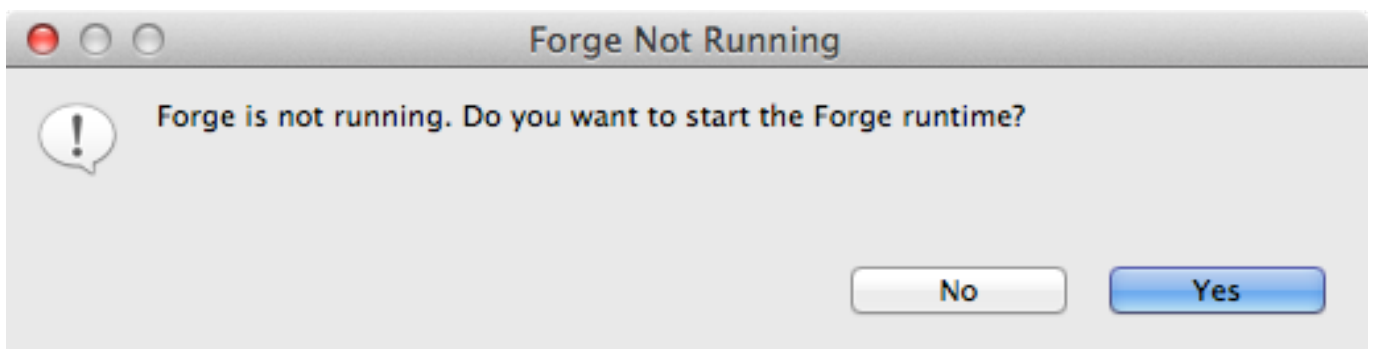 Forge Not Running
Forge is not running. Do you want to start the Forge runtime?
No
Yes